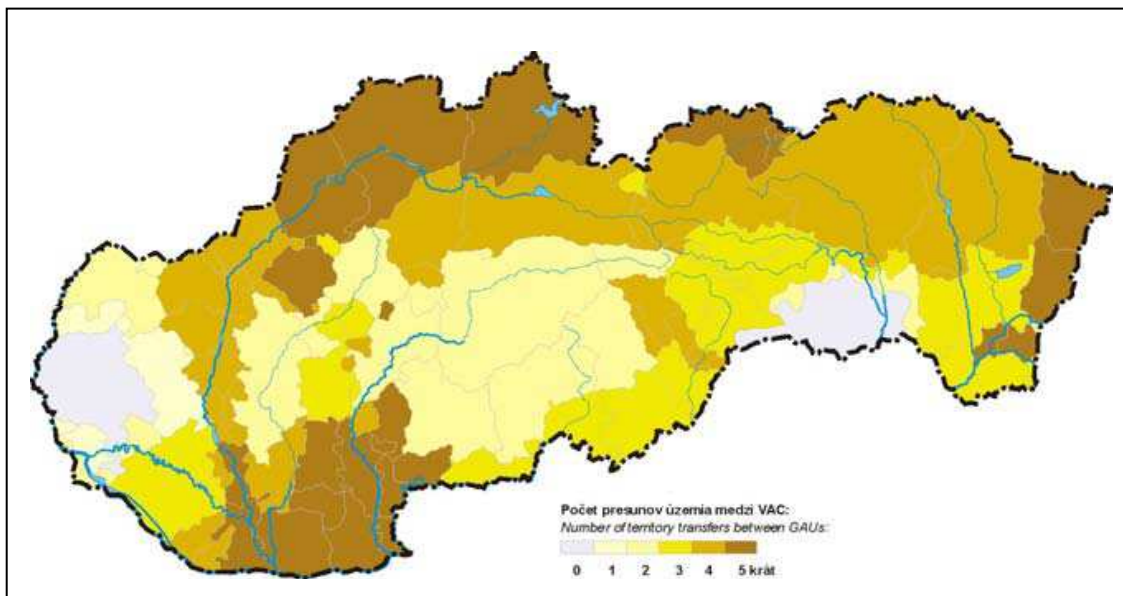 Počet presunov územia medzi VAC:
Number of territory transfers between GAUs:
0 1 2 3 4 5 krát